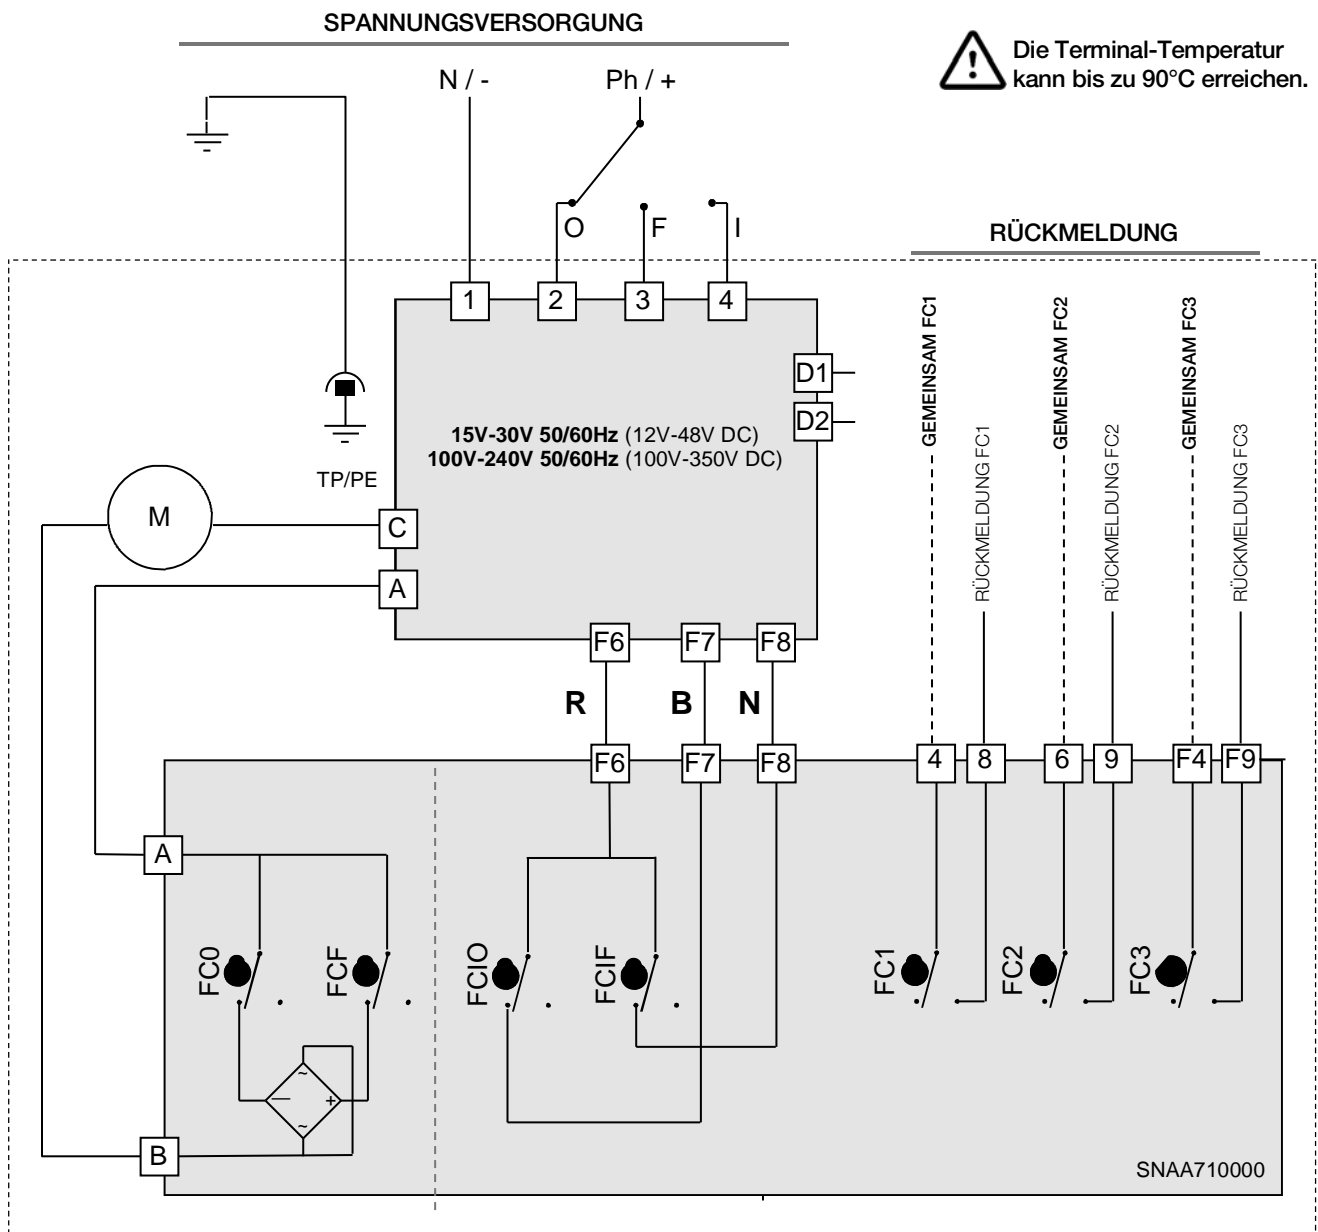 SPANNUNGSVERSORGUNG
Die Terminal-Temperatur
kann bis zu 90°C erreichen.
N / -
Ph / +
O
F
I
RÜCKMELDUNG
1
2
3
4
D1
D2
15V-30V 50/60Hz (12V-48V DC)
100V-240V 50/60Hz (100V-350V DC)
GEMEINSAM FC1
RÜCKMELDUNG FC1
GEMEINSAM FC2
RÜCKMELDUNG FC2
GEMEINSAM FC3
RÜCKMELDUNG FC3
TP/PE
M
C
A
F6
F7
F8
R
B
N
F6
F7
F8
4
8
6
9
F4
F9
A
FC0
FCF
FCIO
FCIF
FC1
FC2
FC3
~
—
+
~
B
SNAA710000